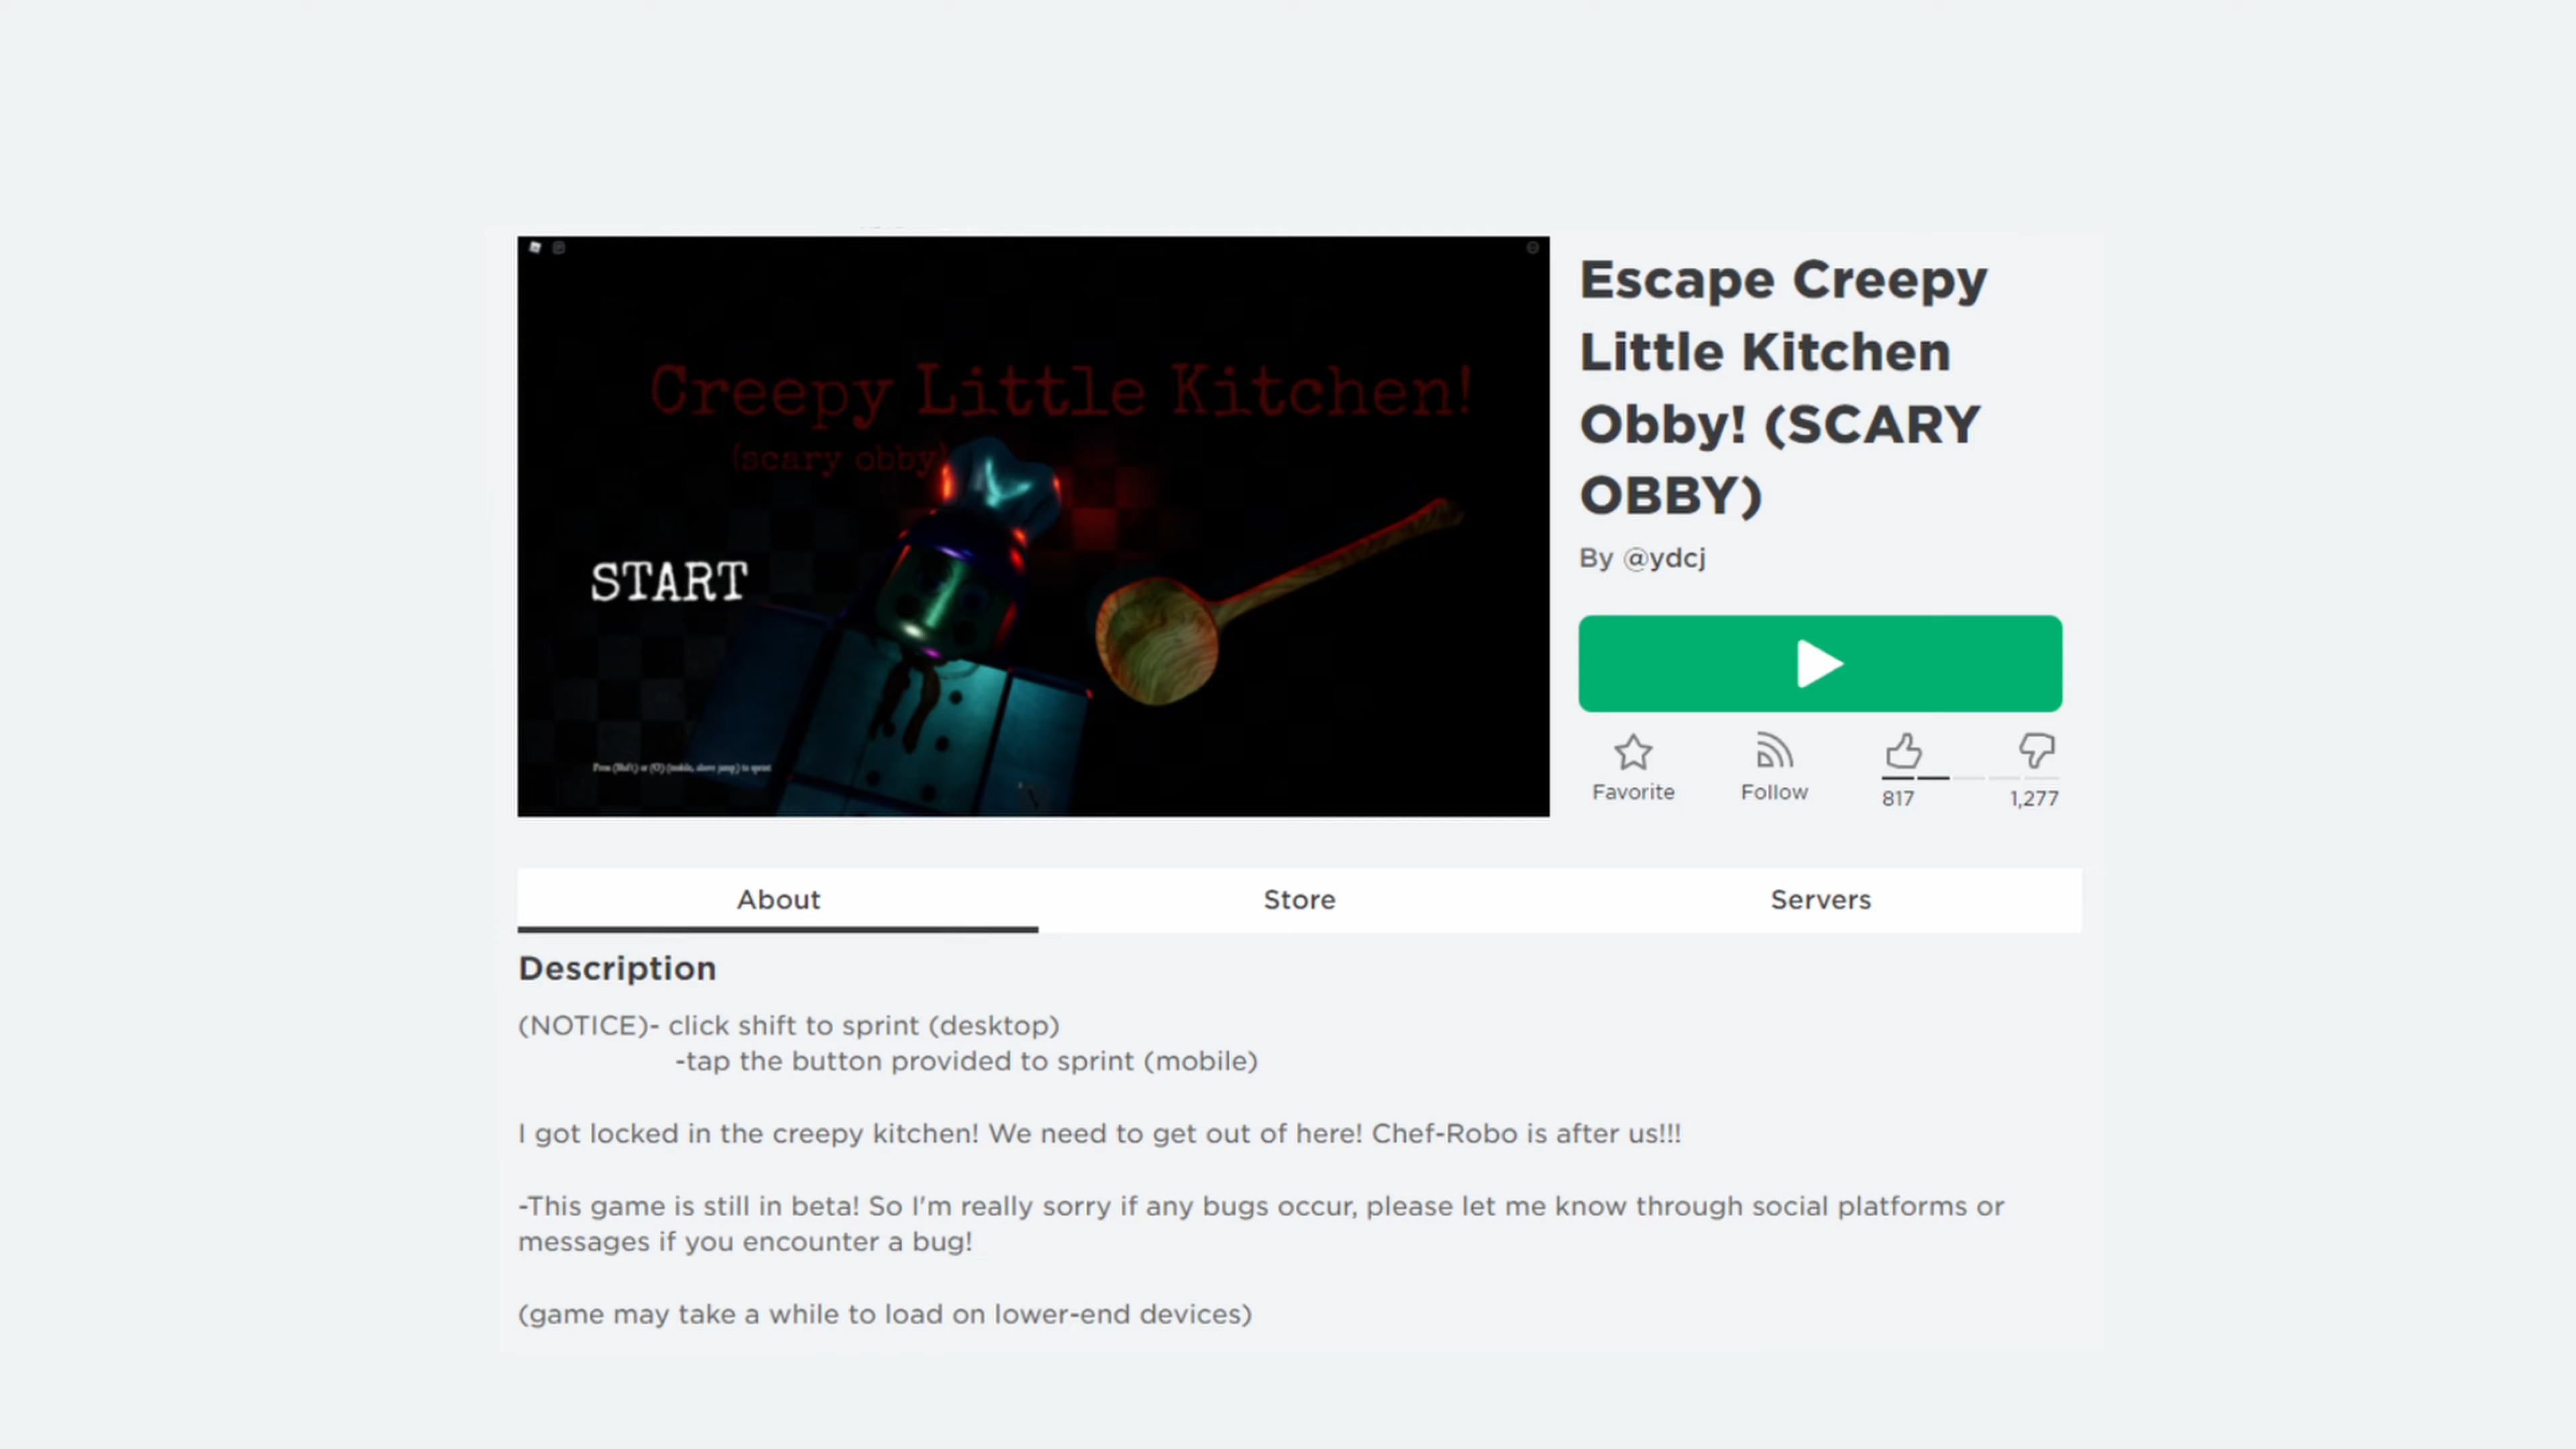 Creepy Little Kitchen!
(scary obby)
START
Escape Creepy
Little Kitchen
Obby! (SCARY
OBBY)
By @ydcj
Favorite
Follow
817
1,277
About
Store
Servers
Description
(NOTICE)- click shift to sprint (desktop)
-tap the button provided to sprint (mobile)
I got locked in the creepy kitchen! We need to get out of here! Chef-Robo is after us!!!
-This game is still in beta! So I'm really sorry if any bugs occur, please let me know through social platforms or
messages if you encounter a bug!
(game may take a while to load on lower-end devices)